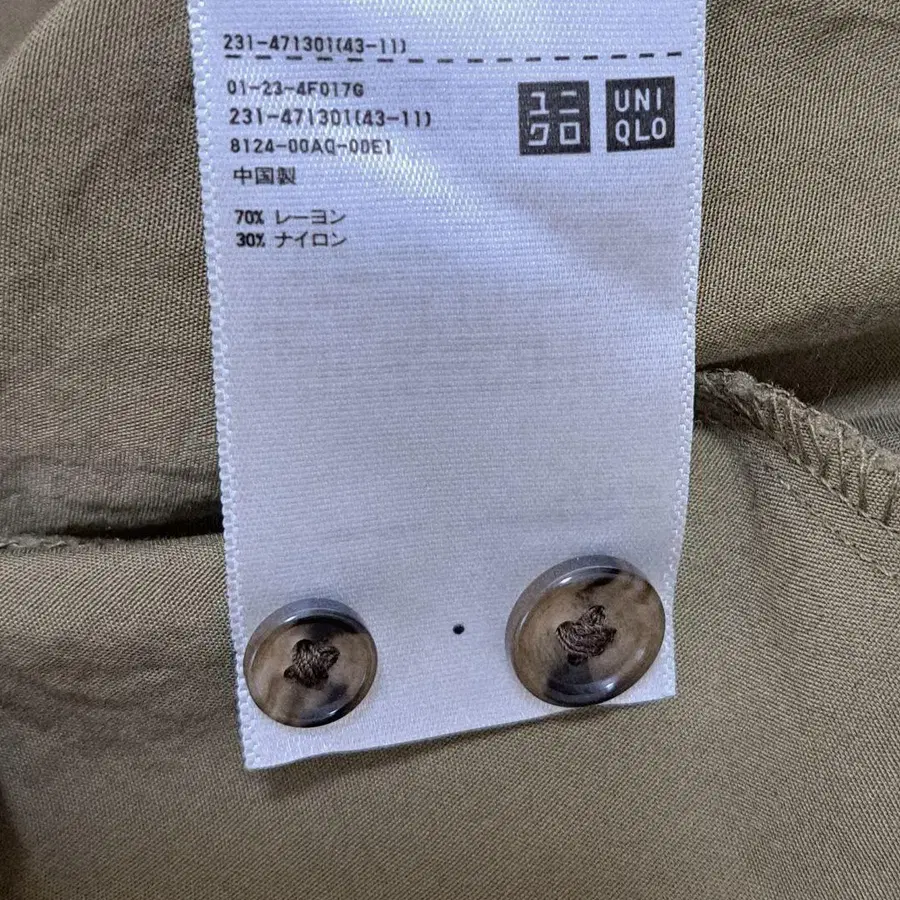 231-471301(43-11)
01-23-4F017G
231-471301(43-11)
8124-00AQ-00E1
中国製
70% レーヨン
30% ナイロン
ユニ
クロ
UNI
QLO